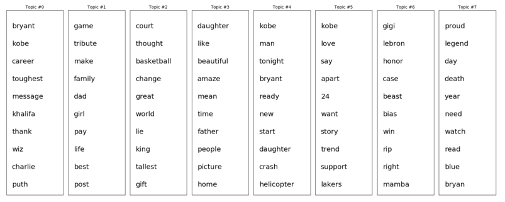 Topic #0 Topic #1 Topic #2 Topic #3 Topic #4 Topic #5 Topic #6 Topic #7
bryant game court daughter kobe kobe gigi proud
kobe tribute thought like man love lebron legend
career make basketball beautiful tonight say honor day
toughest family change amaze bryant apart case death
message dad great mean ready 24 beast year
khalifa girl world time new want bias need
thank pay lie father start story win watch
wiz life king people daughter trend rip read
charlie best tallest picture crash support right blue
puth post gift home helicopter lakers mamba bryan